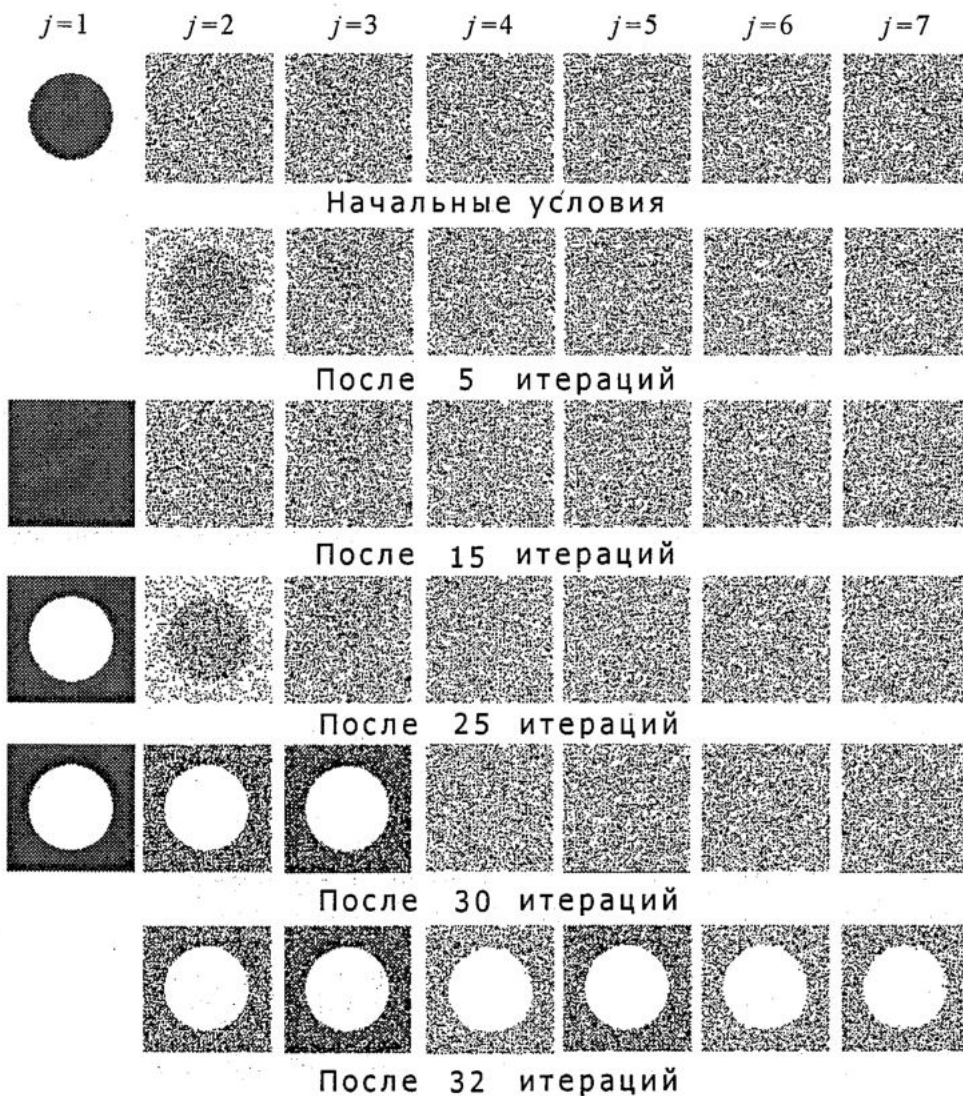 j=1 j=2 j=3 j=4 j=5 j=6 j=7
Начальные условия
После 5 итераций
После 15 итераций
После 25 итераций
После 30 итераций
После 32 итераций